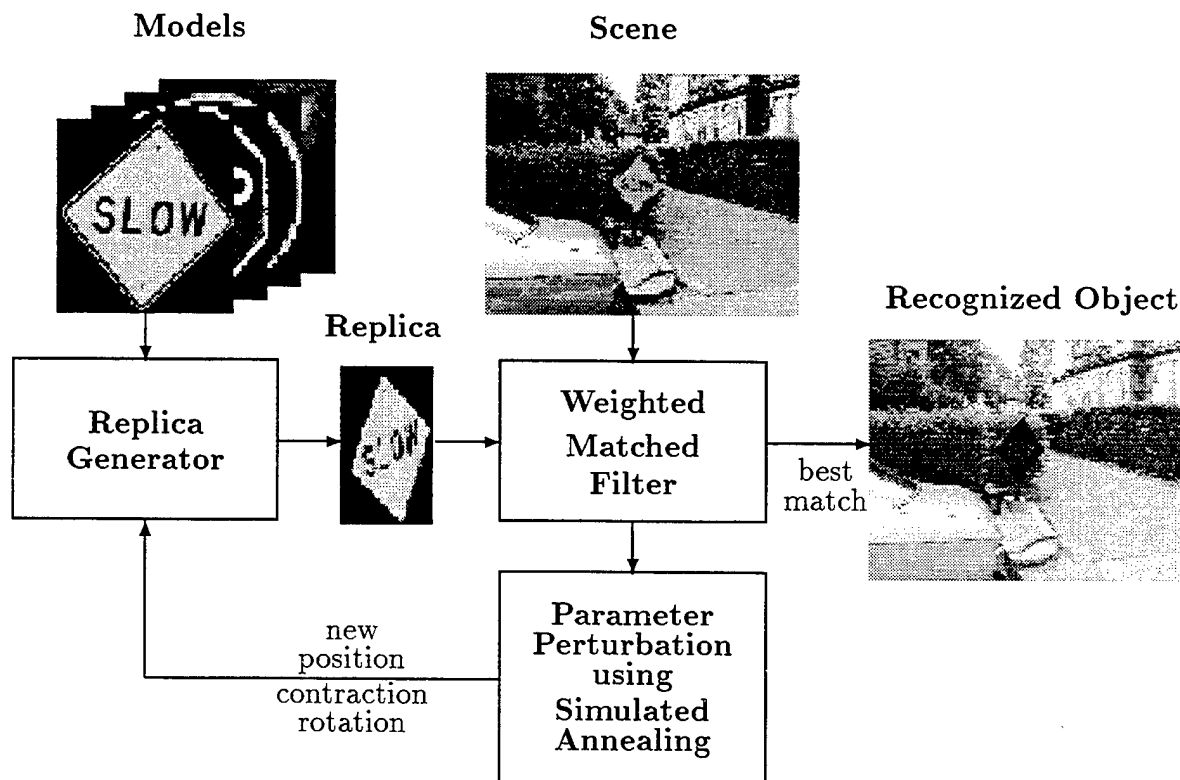 Models
Scene
SLOW
Recognized Object
Replica
Replica
Generator
SLOW
Weighted
Matched
Filter
best
match
Parameter
Perturbation
using
Simulated
Annealing
new
position
contraction
rotation